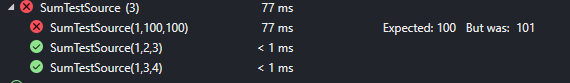 SumTestSource (3) 77 ms
SumTestSource(1,100,100) 77 ms Expected: 100 But was: 101
SumTestSource(1,2,3) < 1 ms
SumTestSource(1,3,4) < 1 ms